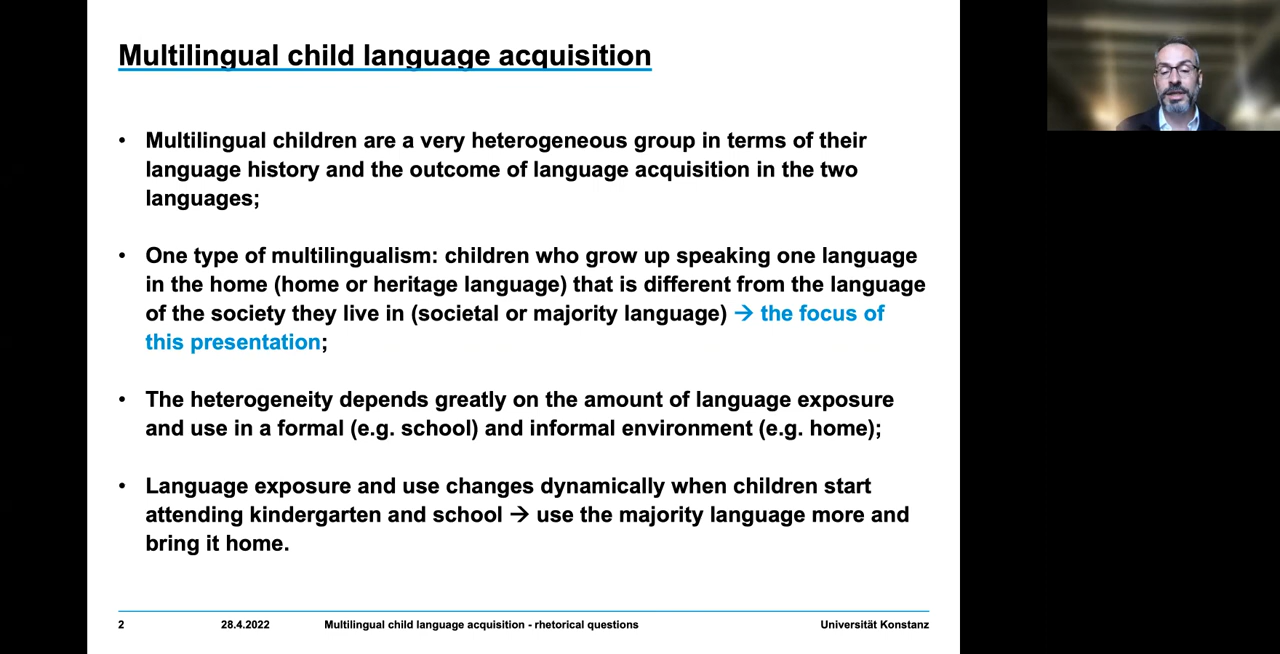 Multilingual child language acquisition
• Multilingual children are a very heterogeneous group in terms of their
language history and the outcome of language acquisition in the two
languages;
• One type of multilingualism: children who grow up speaking one language
in the home (home or heritage language) that is different from the language
of the society they live in (societal or majority language) → the focus of
this presentation;
• The heterogeneity depends greatly on the amount of language exposure
and use in a formal (e.g. school) and informal environment (e.g. home);
• Language exposure and use changes dynamically when children start
attending kindergarten and school → use the majority language more and
bring it home.
2 28.4.2022 Multilingual child language acquisition - rhetorical questions Universität Konstanz